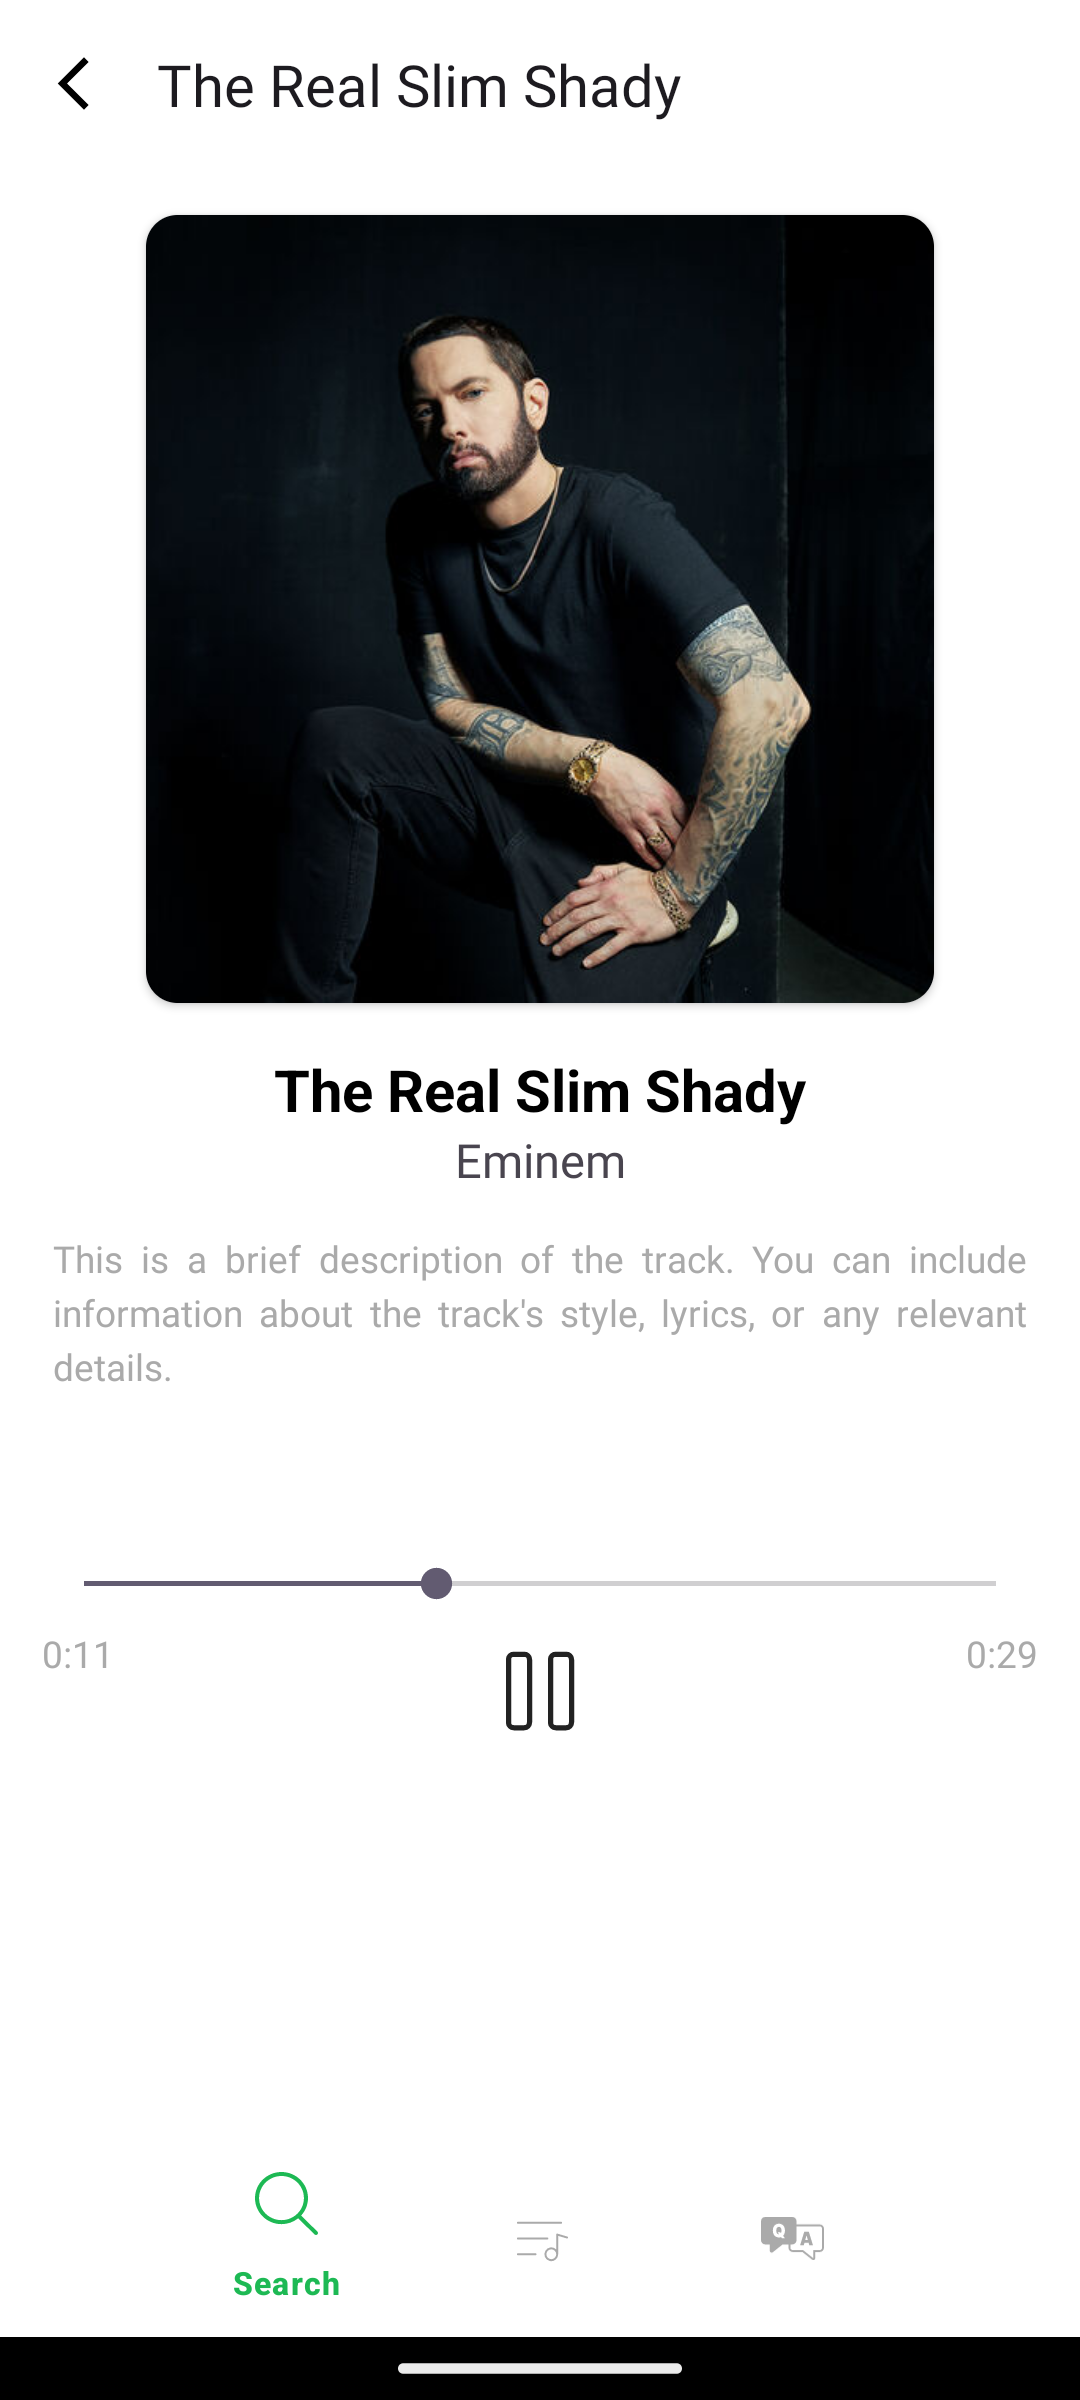 The Real Slim Shady
The Real Slim Shady
Eminem
This is a brief description of the track. You can include
information about the track's style, lyrics, or any relevant
details.
0:11
0:29
Q
A
Search